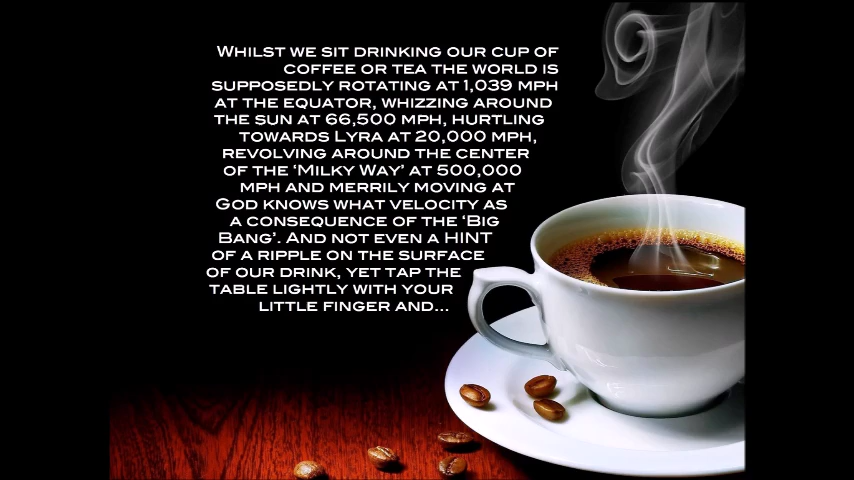 Whilst we sit drinking our cup of
coffee or tea the world is
supposedly rotating at 1,039 mph
at the equator, whizzing around
the sun at 66,500 mph, hurtling
towards Lyra at 20,000 mph,
revolving around the center
of the ‘Milky Way’ at 500,000
mph and merrily moving at
God knows what velocity as
a consequence of the ‘Big
Bang’. And not even a HINT
of a ripple on the surface
of our drink, yet tap the
table lightly with your
little finger and...